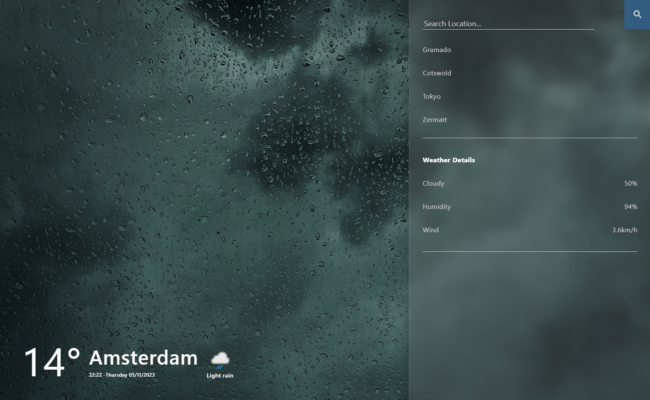 Search Location...
Gramado
Cotswold
Tokyo
Zermatt
Weather Details
Cloudy 50%
Humidity 94%
Wind 3.6km/h
14° Amsterdam
22:22 - Thursday 05/11/2023
Light rain